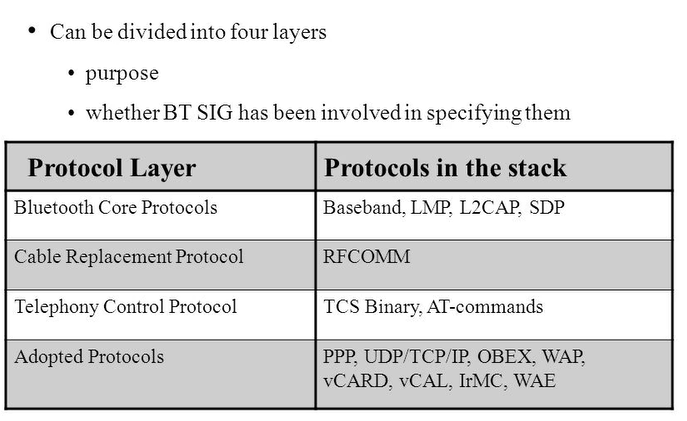 • Can be divided into four layers
• purpose
• whether BT SIG has been involved in specifying them
Protocol Layer Protocols in the stack
Bluetooth Core Protocols Baseband, LMP, L2CAP, SDP
Cable Replacement Protocol RFCOMM
Telephony Control Protocol TCS Binary, AT-commands
Adopted Protocols PPP, UDP/TCP/IP, OBEX, WAP,
vCARD, vCAL, IrMC, WAE